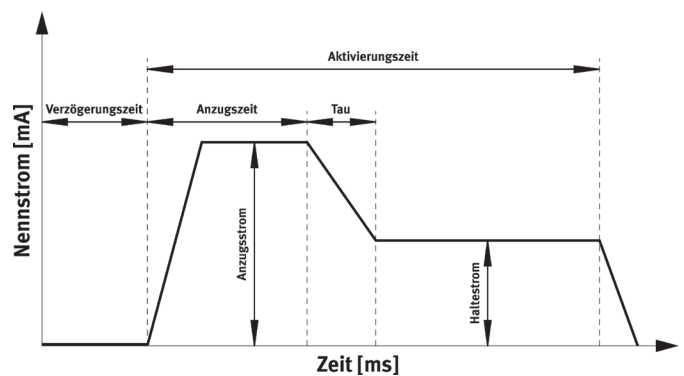 Aktivierungszeit
Verzögerungszeit
Anzugszeit
Tau
Nennstrom [mA]
Anzugsstrom
Haltestrom
Zeit [ms]